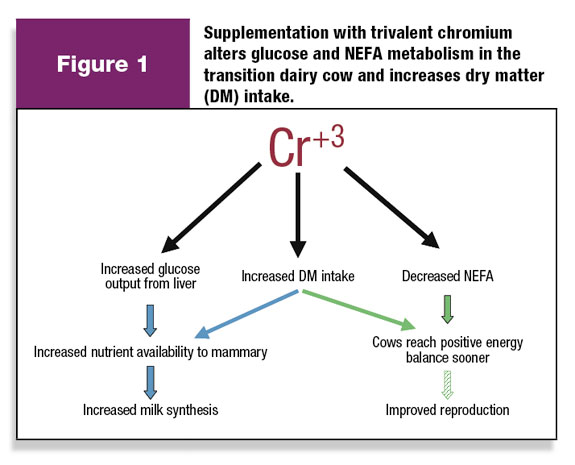 Figure 1
Supplementation with trivalent chromium
alters glucose and NEFA metabolism in the
transition dairy cow and increases dry matter
(DM) intake.
Cr+3
Increased glucose
output from liver
Increased DM intake
Decreased NEFA
Increased nutrient availability to mammary
Cows reach positive energy
balance sooner
Increased milk synthesis
Improved reproduction